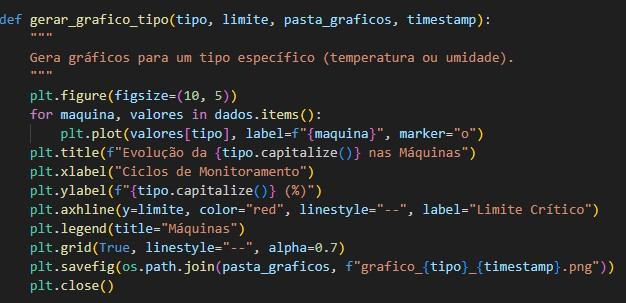 def gerar_grafico_tipo(tipo, limite, pasta_graficos, timestamp):
    """
    Gera gráficos para um tipo específico (temperatura ou umidade).
    """
    plt.figure(figsize=(10, 5))
    for maquina, valores in dados.items():
        plt.plot(valores[tipo], label=f"{maquina}", marker="o")
    plt.title(f"Evolução da {tipo.capitalize()} nas Máquinas")
    plt.xlabel("Ciclos de Monitoramento")
    plt.ylabel(f"{tipo.capitalize()} (%)")
    plt.axhline(y=limite, color="red", linestyle="--", label="Limite Crítico")
    plt.legend(title="Máquinas")
    plt.grid(True, linestyle="--", alpha=0.7)
    plt.savefig(os.path.join(pasta_graficos, f"grafico_{tipo}_{timestamp}.png"))
    plt.close()